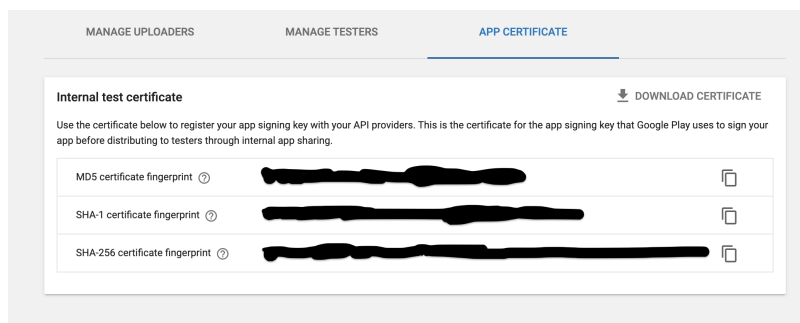 MANAGE UPLOADERS MANAGE TESTERS APP CERTIFICATE
Internal test certificate
DOWNLOAD CERTIFICATE
Use the certificate below to register your app signing key with your API providers. This is the certificate for the app signing key that Google Play uses to sign your
app before distributing to testers through internal app sharing.
MD5 certificate fingerprint
SHA-1 certificate fingerprint
SHA-256 certificate fingerprint